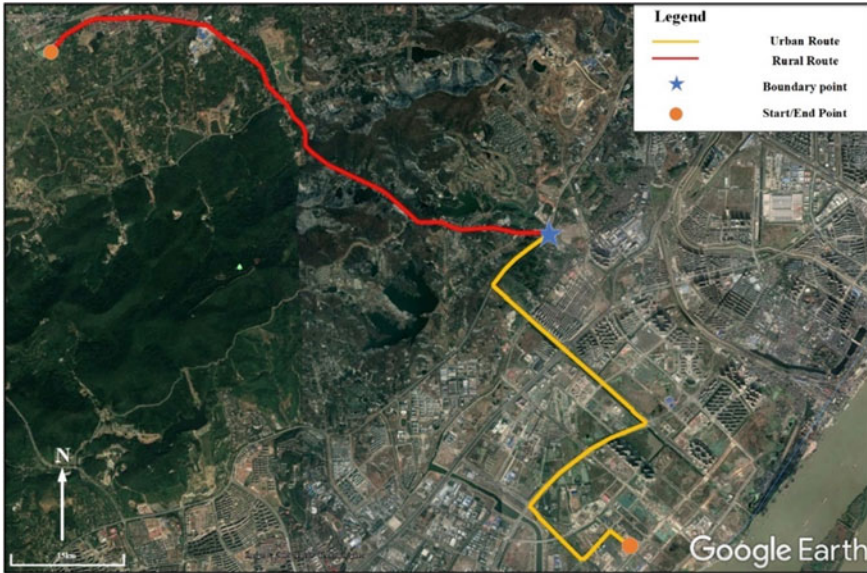 Legend
Urban Route
Rural Route
Boundary point
Start/End Point
N
Google Earth